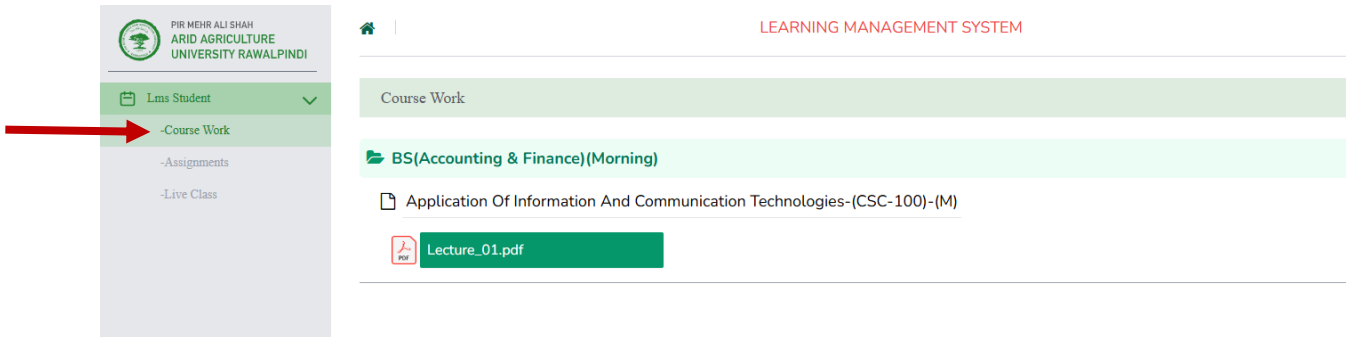 PIR MEHR ALI SHAH
ARID AGRICULTURE
UNIVERSITY RAWALPINDI
LEARNING MANAGEMENT SYSTEM
Lms Student
-Course Work
-Assignments
-Live Class
Course Work
BS(Accounting & Finance)(Morning)
Application Of Information And Communication Technologies-(CSC-100)-(M)
PDF
Lecture_01.pdf